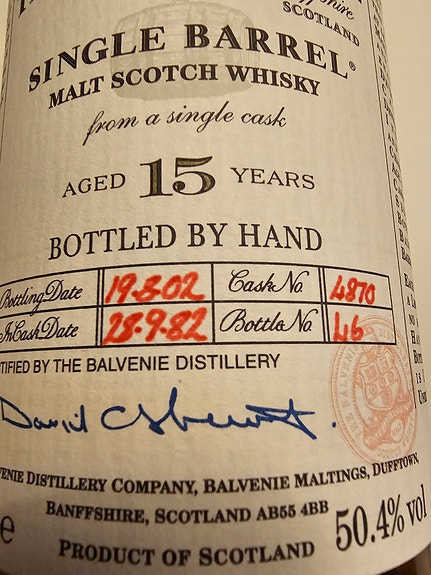 SCOTLAND
SINGLE BARREL®
MALT SCOTCH WHISKY
from a single cask
AGED 15 YEARS
BOTTLED BY HAND
Bottling Date 19-8-02 Cask No 4870
In Cask Date 28-9-82 Bottle No 46
TIFIED BY THE BALVENIE DISTILLERY
VENIE DISTILLERY COMPANY, BALVENIE MALTINGS, DUFFTOWN,
BANFFSHIRE, SCOTLAND AB55 4BB
e PRODUCT OF SCOTLAND 50.4% vol